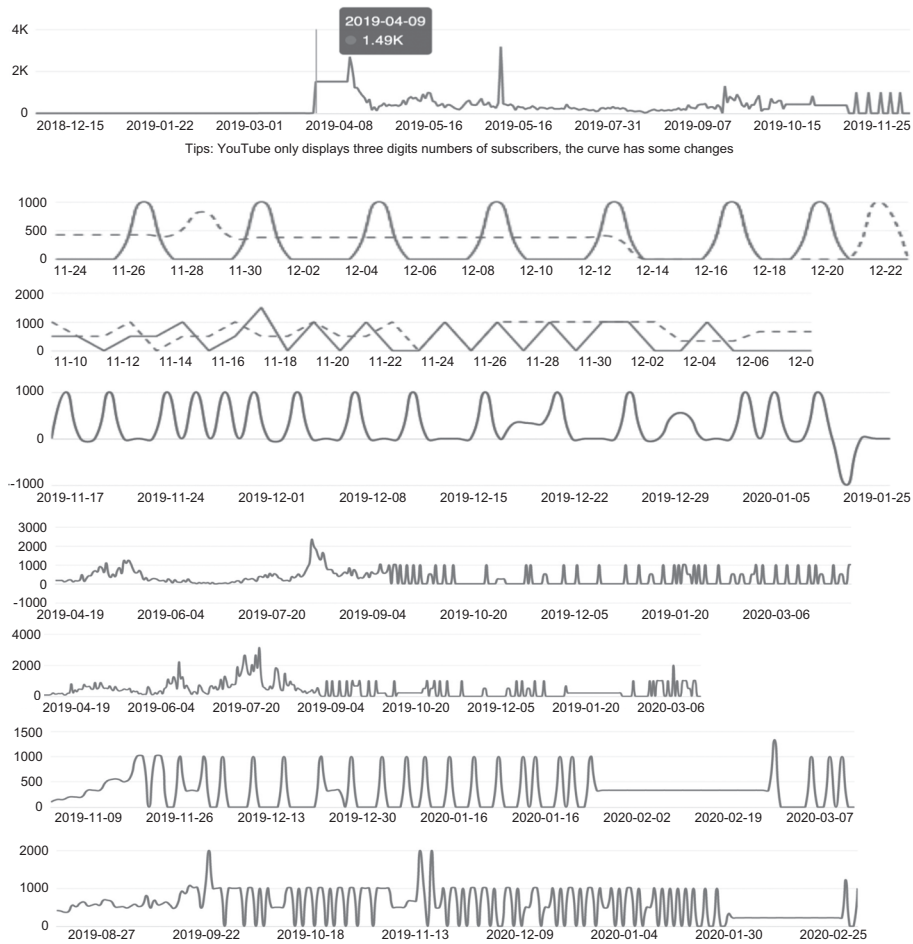 2019-04-09
1.49K
4K
2K
0
2018-12-15 2019-01-22 2019-03-01 2019-04-08 2019-05-16 2019-05-16 2019-07-31 2019-09-07 2019-10-15 2019-11-25
Tips: YouTube only displays three digits numbers of subscribers, the curve has some changes
1000
500
0
11-24 11-26 11-28 11-30 12-02 12-04 12-06 12-08 12-10 12-12 12-14 12-16 12-18 12-20 12-22
2000
1000
0
11-10 11-12 11-14 11-16 11-18 11-20 11-22 11-24 11-26 11-28 11-30 12-02 12-04 12-06 12-0
1000
0
-1000
2019-11-17 2019-11-24 2019-12-01 2019-12-08 2019-12-15 2019-12-22 2019-12-29 2020-01-05 2019-01-25
3000
2000
1000
0
-1000
2019-04-19 2019-06-04 2019-07-20 2019-09-04 2019-10-20 2019-12-05 2019-01-20 2020-03-06
4000
2000
0
2019-04-19 2019-06-04 2019-07-20 2019-09-04 2019-10-20 2019-12-05 2019-01-20 2020-03-06
1500
1000
500
0
2019-11-09 2019-11-26 2019-12-13 2019-12-30 2020-01-16 2020-01-16 2020-02-02 2020-02-19 2020-03-07
2000
1000
0
2019-08-27 2019-09-22 2019-10-18 2019-11-13 2020-12-09 2020-01-04 2020-01-30 2020-02-25